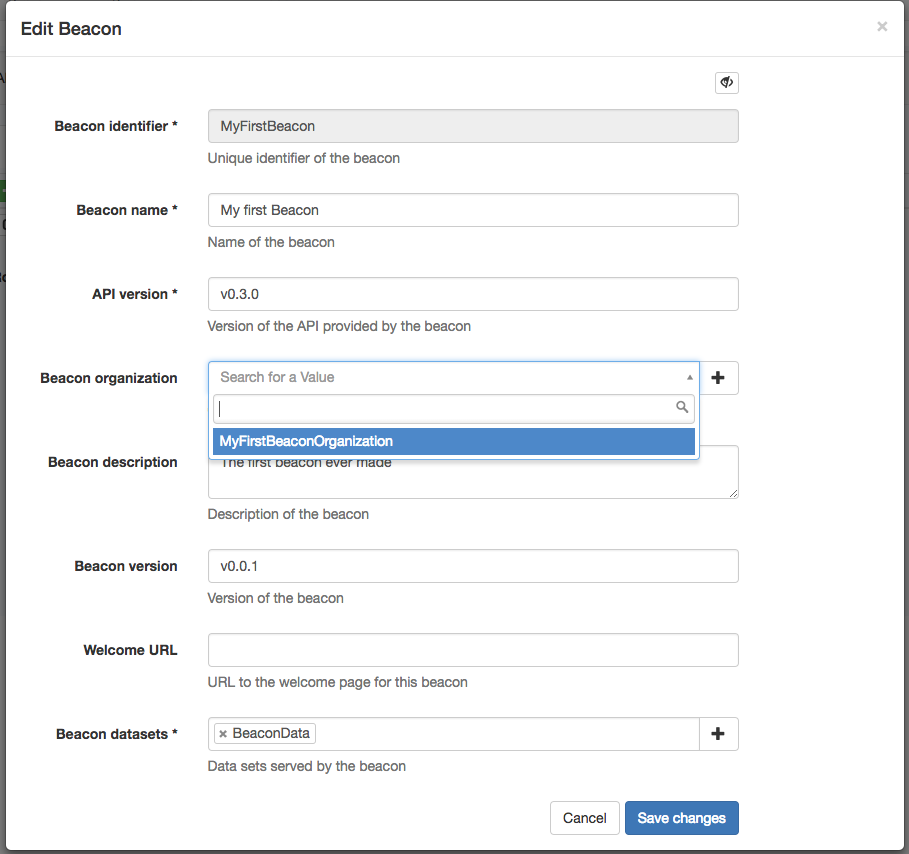 Edit Beacon
×
Beacon identifier *
MyFirstBeacon
Unique identifier of the beacon
Beacon name *
My first Beacon
Name of the beacon
API version *
v0.3.0
Version of the API provided by the beacon
Beacon organization
Search for a Value
MyFirstBeaconOrganization
Beacon description
The first beacon ever made
Description of the beacon
Beacon version
v0.0.1
Version of the beacon
Welcome URL
URL to the welcome page for this beacon
Beacon datasets *
× BeaconData
Data sets served by the beacon
Cancel
Save changes